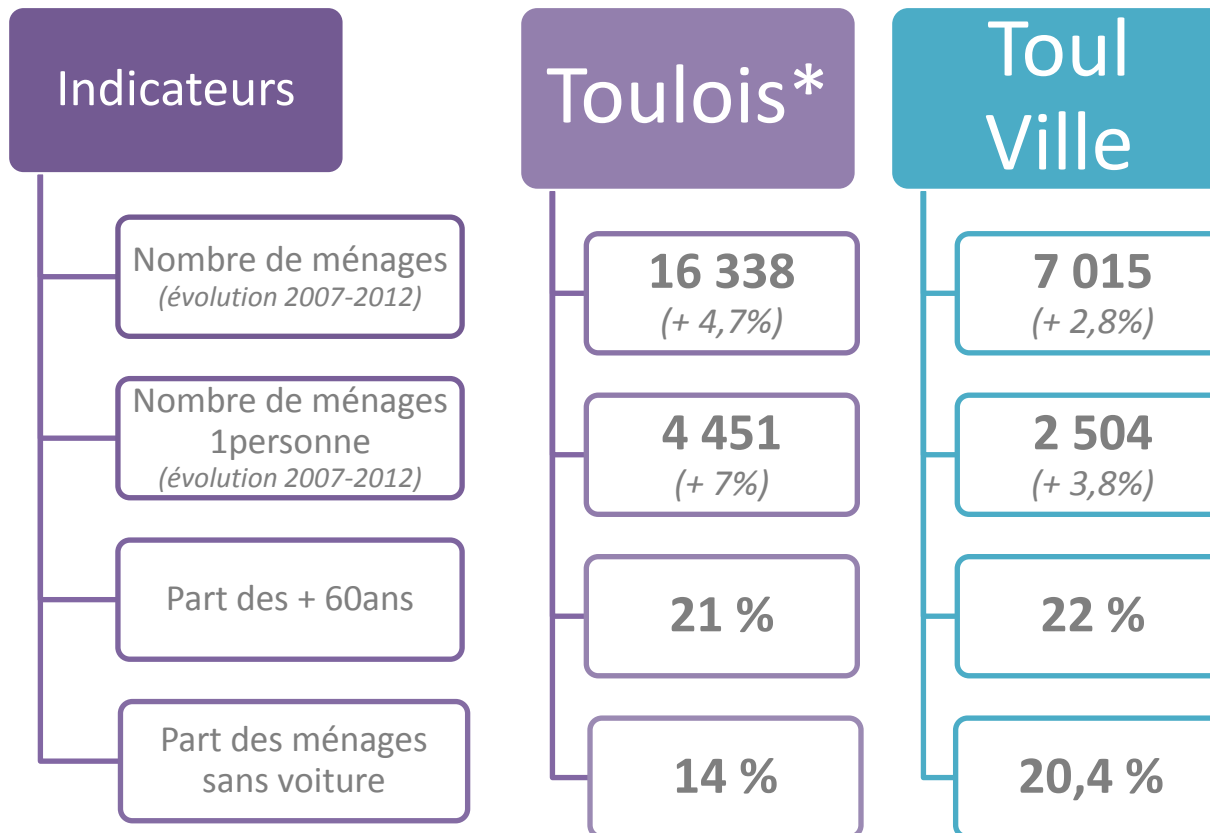 Indicateurs
Toulois*
Toul
Ville
Nombre de ménages
(évolution 2007-2012)
16 338
(+ 4,7%)
7 015
(+ 2,8%)
Nombre de ménages
1personne
(évolution 2007-2012)
4 451
(+ 7%)
2 504
(+ 3,8%)
Part des + 60ans
21 %
22 %
Part des ménages
sans voiture
14 %
20,4 %